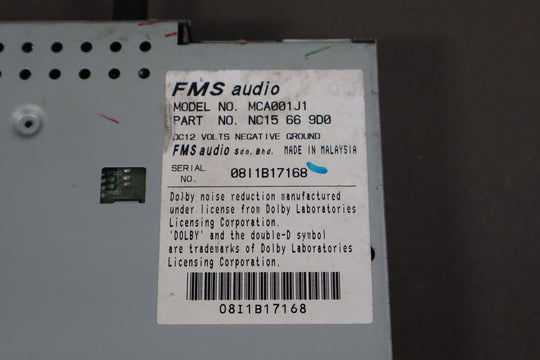 FMS audio
MODEL NO. MCA001J1
PART NO. NC15 66 9D0
DC12 VOLTS NEGATIVE GROUND
FMS audio Sdn. Bhd. MADE IN MALAYSIA
SERIAL NO. 08I1B17168
Dolby noise reduction manufactured
under license from Dolby Laboratories
Licensing Corporation.
'DOLBY' and the double-D symbol
are trademarks of Dolby Laboratories
Licensing Corporation.
08I1B17168